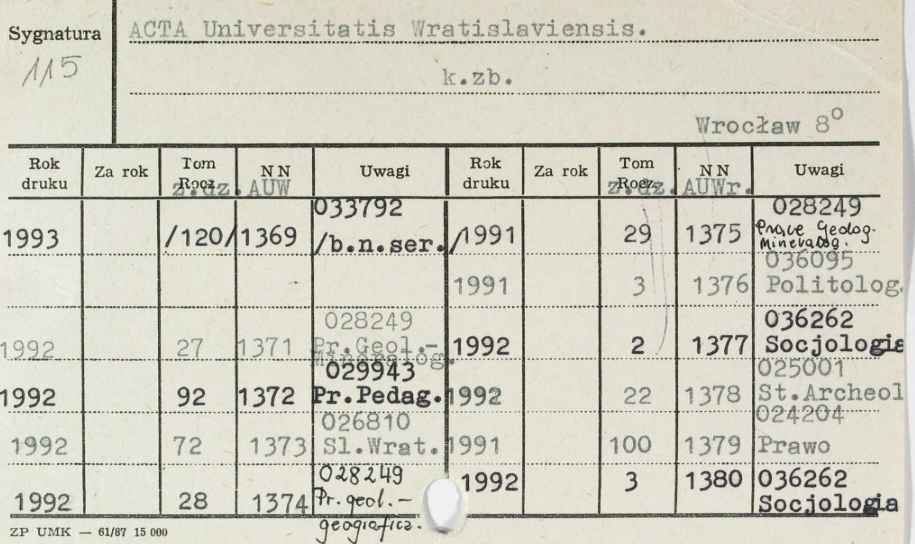 Sygnatura ACTA Universitatis Wratislaviensis.
115
k.zb.
Wrocław 8°
Rok druku Za rok Tom Rocz. NN Uwagi Rok druku Za rok Tom Rocz. NN Uwagi
z.dz. AUW z.dz. AUWr.
033792 028249
1993 /120/ 1369 /b.n.ser./ 1991 29 1375 Prace Geolog.
Mineralog.
036095
1991 3 1376 Politolog.
028249 036262
1992 27 1371 Pr.Geol.- 1992 2 1377 Socjologia
Mineralog.
029943 025001
1992 92 1372 Pr.Pedag. 1992 22 1378 St.Archeol
026810 024204
1992 72 1373 Sl.Wrat. 1991 100 1379 Prawo
028249 1992 3 1380 036262
1992 28 1374 Pr. geol.- Socjologia
geografica.
ZP UMK — 61/87 15 000